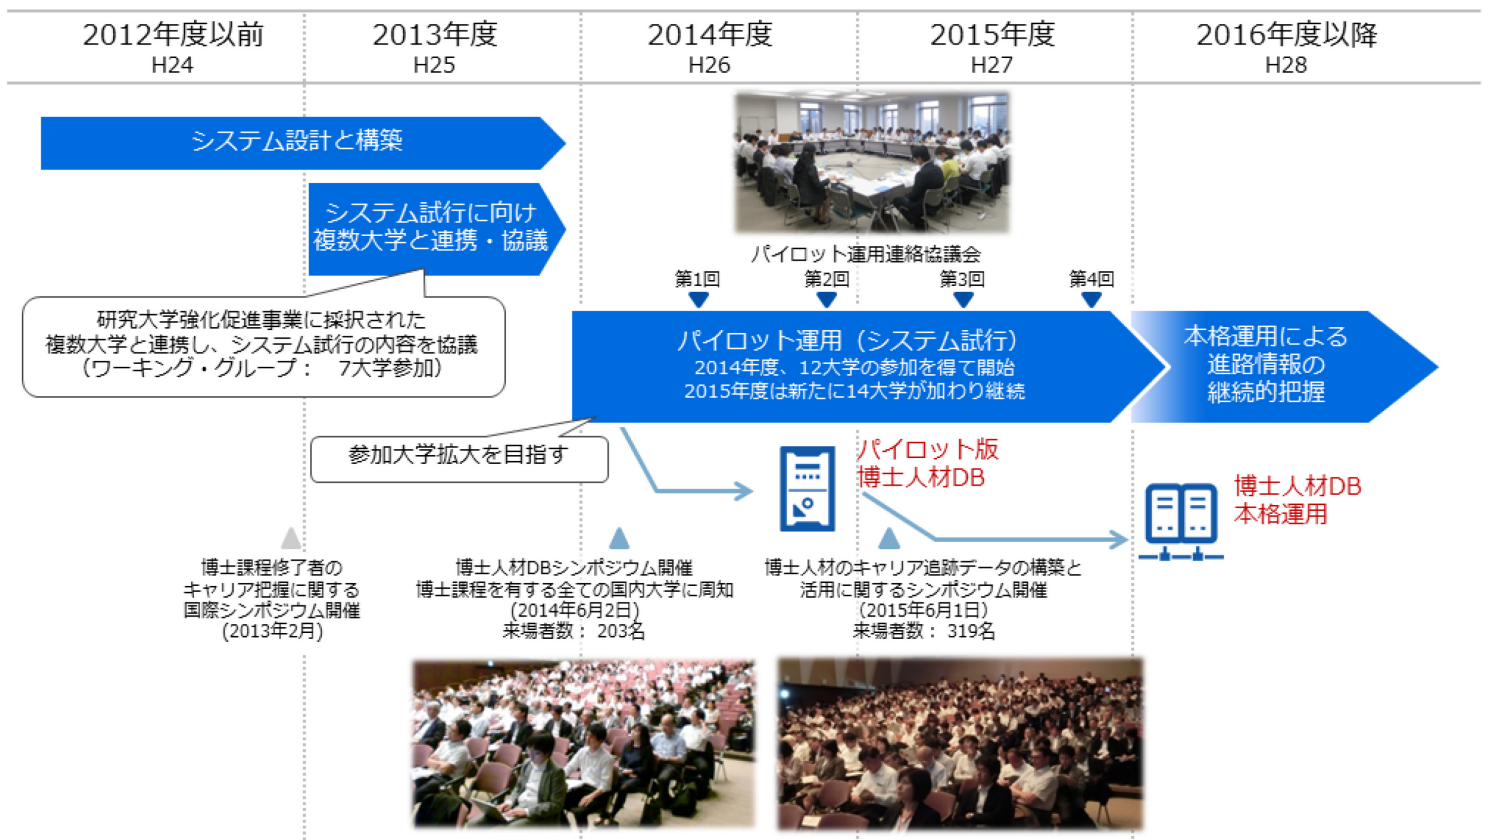 2012年度以前
H24
2013年度
H25
2014年度
H26
2015年度
H27
2016年度以降
H28
システム設計と構築
システム試行に向け
複数大学と連携・協議
研究大学強化促進事業に採択された
複数大学と連携し、システム試行の内容を協議
（ワーキング・グループ：　7大学参加）
パイロット運用連絡協議会
第1回
第2回
第3回
第4回
パイロット運用（システム試行）
2014年度、12大学の参加を得て開始
2015年度は新たに14大学が加わり継続
本格運用による
進路情報の
継続的把握
参加大学拡大を目指す
パイロット版
博士人材DB
博士人材DB
本格運用
博士課程修了者の
キャリア把握に関する
国際シンポジウム開催
(2013年2月)
博士人材DBシンポジウム開催
博士課程を有する全ての国内大学に周知
(2014年6月2日)
来場者数： 203名
博士人材のキャリア追跡データの構築と
活用に関するシンポジウム開催
（2015年6月1日）
来場者数： 319名